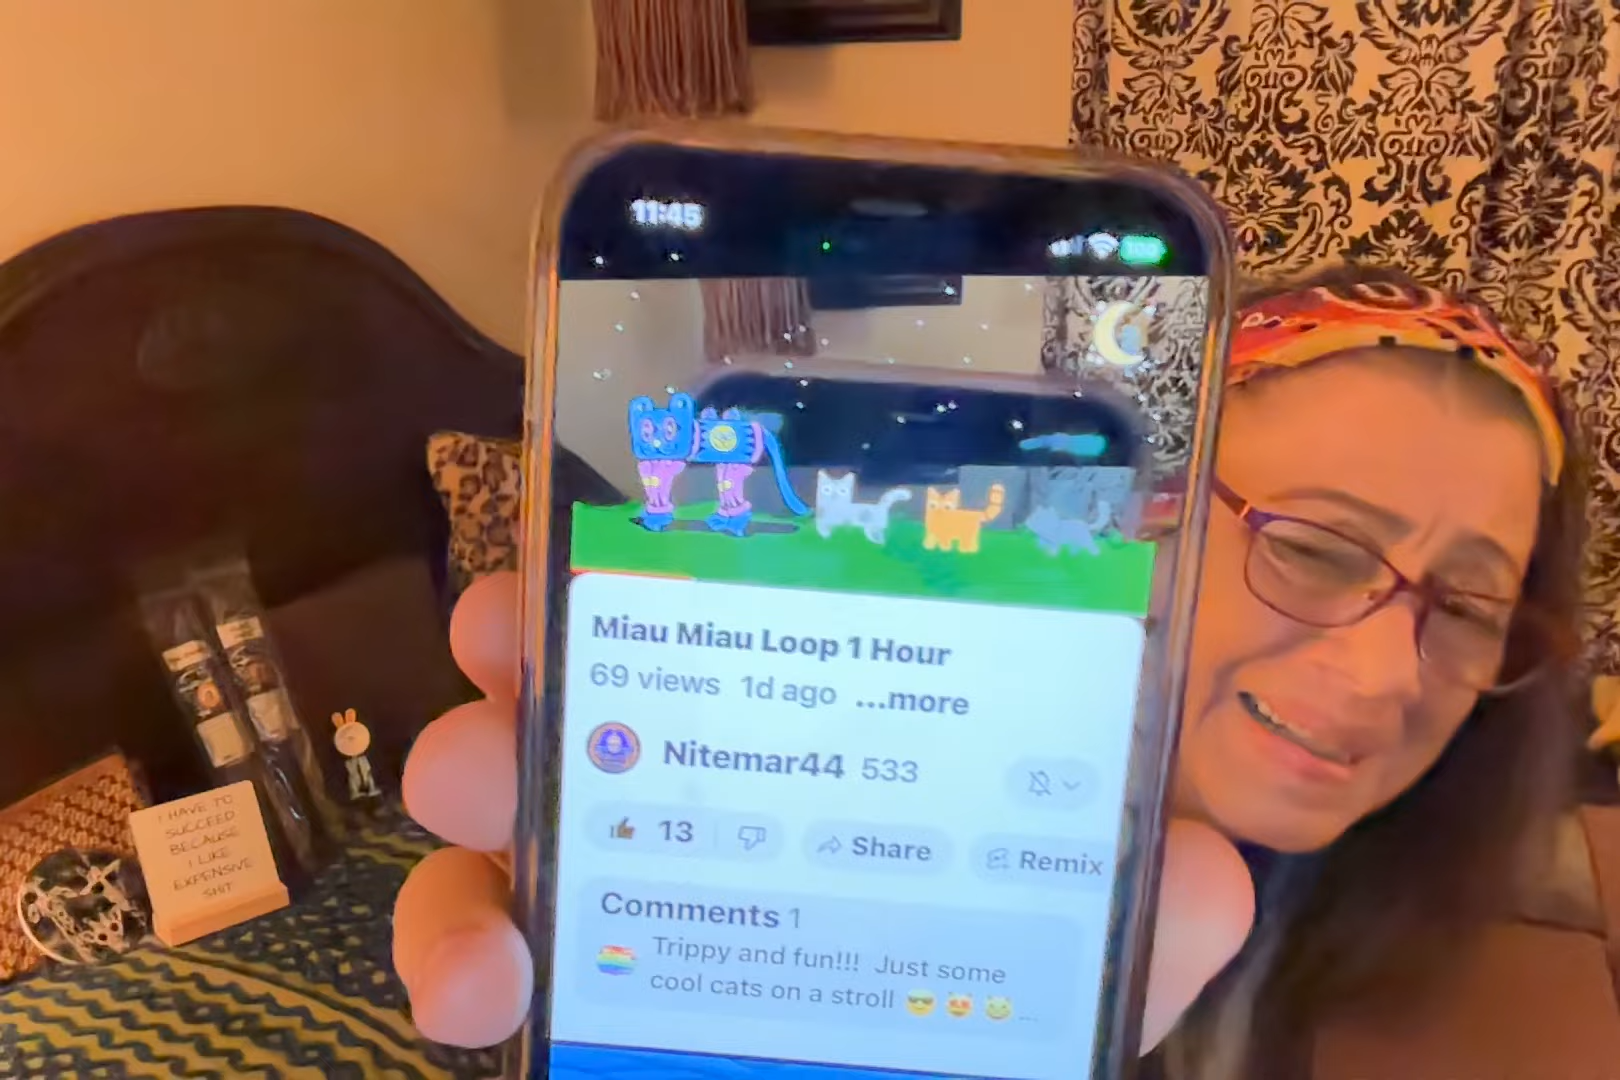 11:45
Miau Miau Loop 1 Hour
69 views 1d ago ...more
Nitemar44 533
13 Share Remix
Comments 1
Trippy and fun!!! Just some
cool cats on a stroll 😎 😍 😺 ...
I HAVE TO
SUCCEED
BECAUSE
I LIKE
EXPENSIVE
SHIT